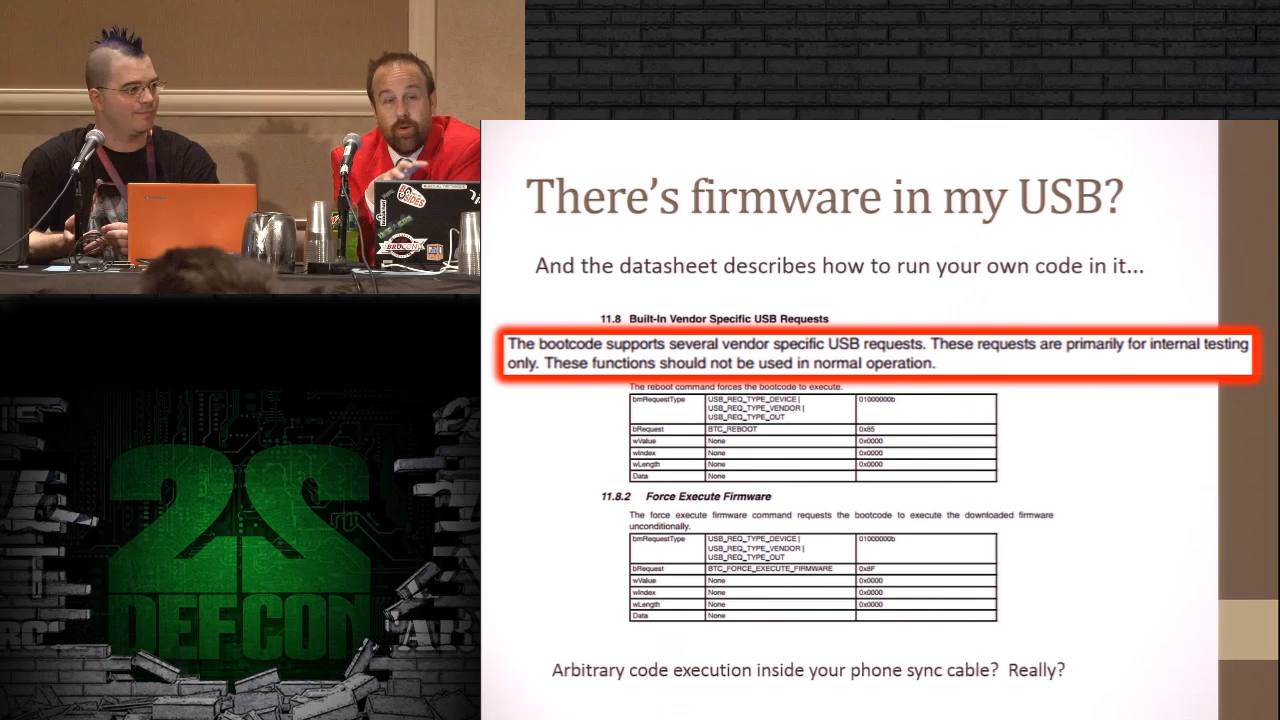 There's firmware in my USB?
And the datasheet describes how to run your own code in it...
11.8 Built-In Vendor Specific USB Requests
The bootcode supports several vendor specific USB requests. These requests are primarily for internal testing
only. These functions should not be used in normal operation.
The reboot command forces the bootcode to execute.
bmRequestType USB_REQ_TYPE_DEVICE | 01000000b
USB_REQ_TYPE_VENDOR |
USB_REQ_TYPE_OUT
bRequest BTC_REBOOT 0x85
wValue None 0x0000
wIndex None 0x0000
wLength None 0x0000
Data None
11.8.2 Force Execute Firmware
The force execute firmware command requests the bootcode to execute the downloaded firmware
unconditionally.
bmRequestType USB_REQ_TYPE_DEVICE | 01000000b
USB_REQ_TYPE_VENDOR |
USB_REQ_TYPE_OUT
bRequest BTC_FORCE_EXECUTE_FIRMWARE 0x8F
wValue None 0x0000
wIndex None 0x0000
wLength None 0x0000
Data None
Arbitrary code execution inside your phone sync cable? Really?
BSIDES
BRUCON
22
DEFCON